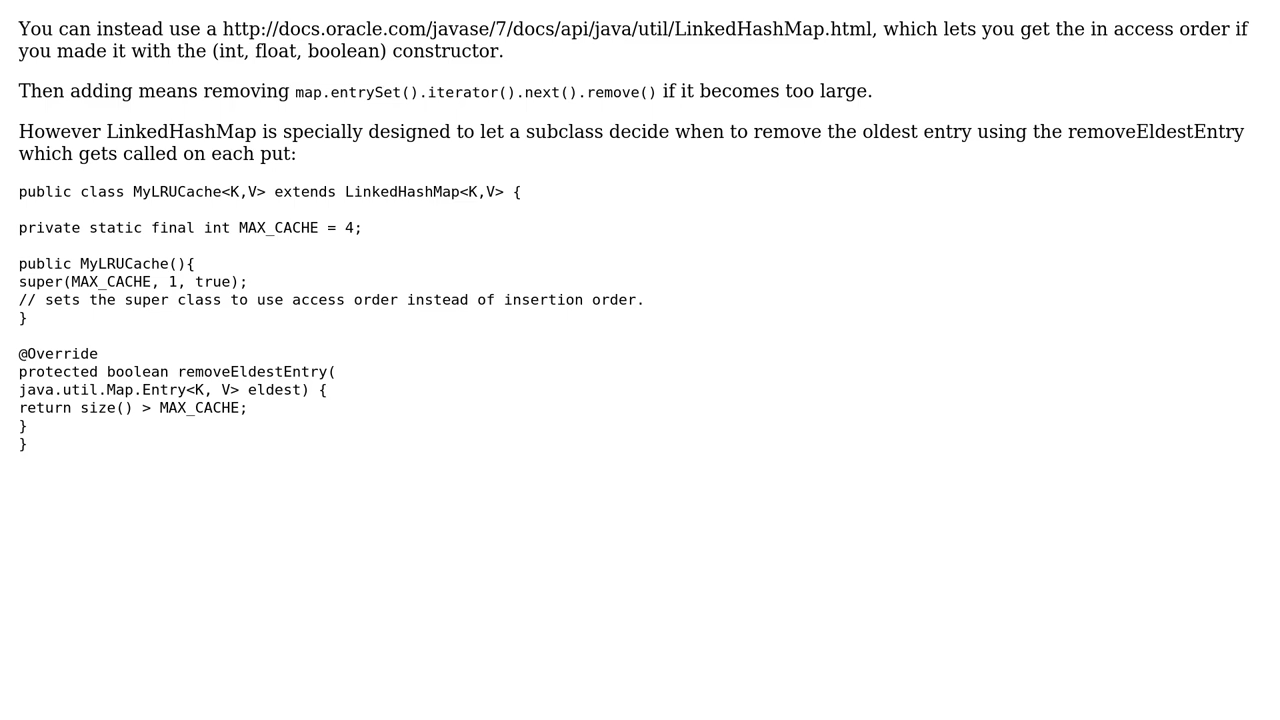 You can instead use a http://docs.oracle.com/javase/7/docs/api/java/util/LinkedHashMap.html, which lets you get the in access order if
you made it with the (int, float, boolean) constructor.
Then adding means removing map.entrySet().iterator().next().remove() if it becomes too large.
However LinkedHashMap is specially designed to let a subclass decide when to remove the oldest entry using the removeEldestEntry
which gets called on each put:
public class MyLRUCache<K,V> extends LinkedHashMap<K,V> {
private static final int MAX_CACHE = 4;
public MyLRUCache(){
super(MAX_CACHE, 1, true);
// sets the super class to use access order instead of insertion order.
}
@Override
protected boolean removeEldestEntry(
java.util.Map.Entry<K, V> eldest) {
return size() > MAX_CACHE;
}
}